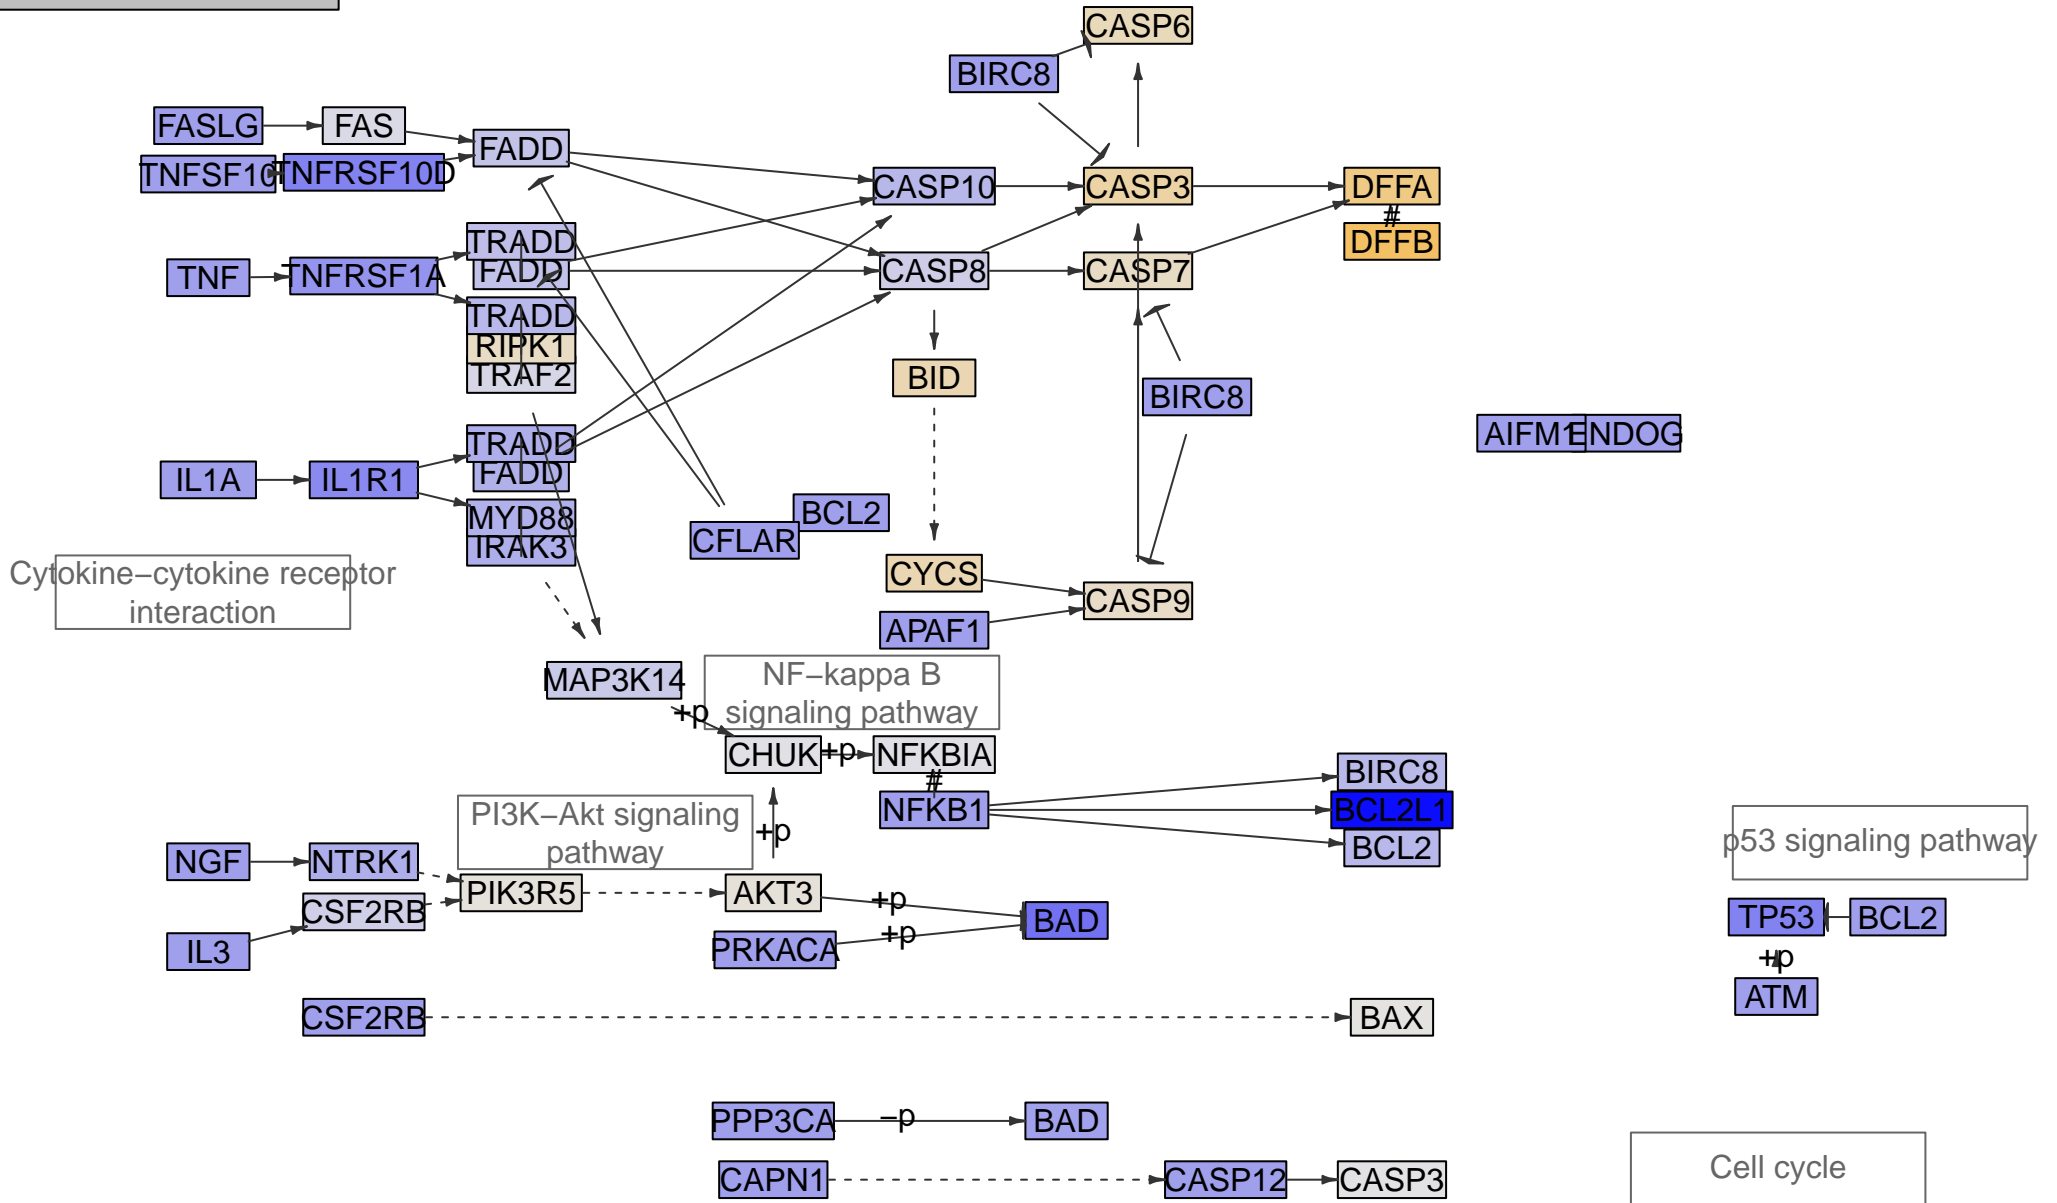 CASP6
BIRC8
FASLG
FAS
FADD
TNFSF10
TNFRSF10D
CASP10
CASP3
DFFA
#
DFFB
TRADD
FADD
TNF
TNFRSF1A
CASP8
CASP7
TRADD
RIPK1
TRAF2
BID
BIRC8
AIFM1
ENDOG
TRADD
FADD
IL1A
IL1R1
MYD88
IRAK3
BCL2
CFLAR
Cytokine–cytokine receptor
interaction
CYCS
CASP9
APAF1
MAP3K14
NF–kappa B
signaling pathway
+p
CHUK
+p
NFKBIA
#
NFKB1
BIRC8
BCL2L1
BCL2
PI3K–Akt signaling
pathway
+p
p53 signaling pathway
NGF
NTRK1
PIK3R5
AKT3
+p
BAD
CSF2RB
IL3
PRKACA
+p
TP53
BCL2
+p
ATM
CSF2RB
BAX
PPP3CA
–p
BAD
CAPN1
CASP12
CASP3
Cell cycle